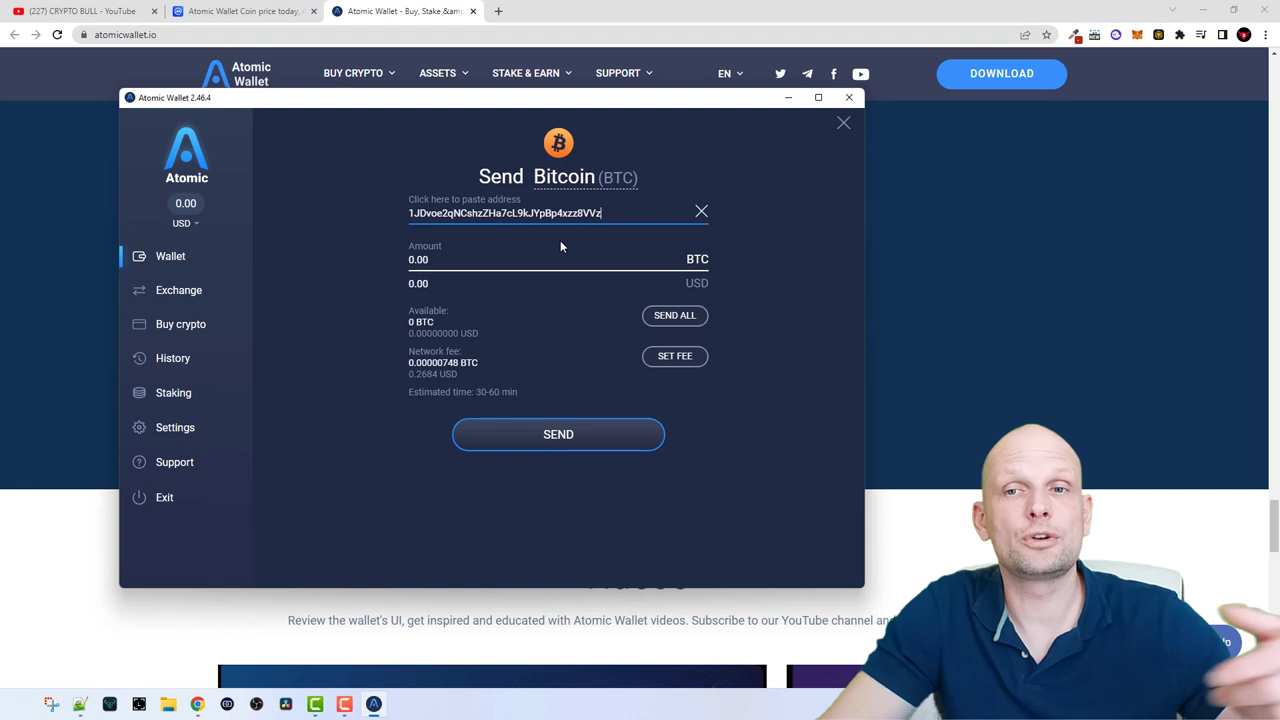 (227) CRYPTO BULL - YouTube
Atomic Wallet Coin price today, A
Atomic Wallet - Buy, Stake &amp
atomicwallet.io
Atomic
Wallet
BUY CRYPTO
ASSETS
STAKE & EARN
SUPPORT
EN
DOWNLOAD
Atomic Wallet 2.46.4
Atomic
0.00
USD
Wallet
Exchange
Buy crypto
History
Staking
Settings
Support
Exit
Send Bitcoin (BTC)
Click here to paste address
1JDvoe2qNCshzZHa7cL9kJYpBp4xzz8VVz
Amount
0.00 BTC
0.00 USD
Available:
0 BTC
0.00000000 USD
SEND ALL
Network fee:
0.00000748 BTC
0.2684 USD
SET FEE
Estimated time: 30-60 min
SEND
Review the wallet's UI, get inspired and educated with Atomic Wallet videos. Subscribe to our YouTube channel and